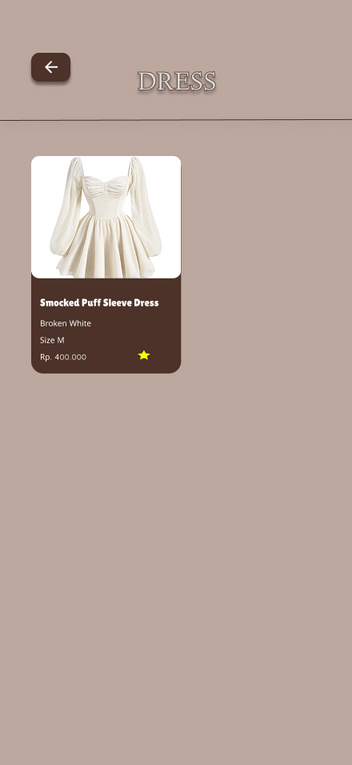 DRESS
Smocked Puff Sleeve Dress
Broken White
Size M
Rp. 400.000